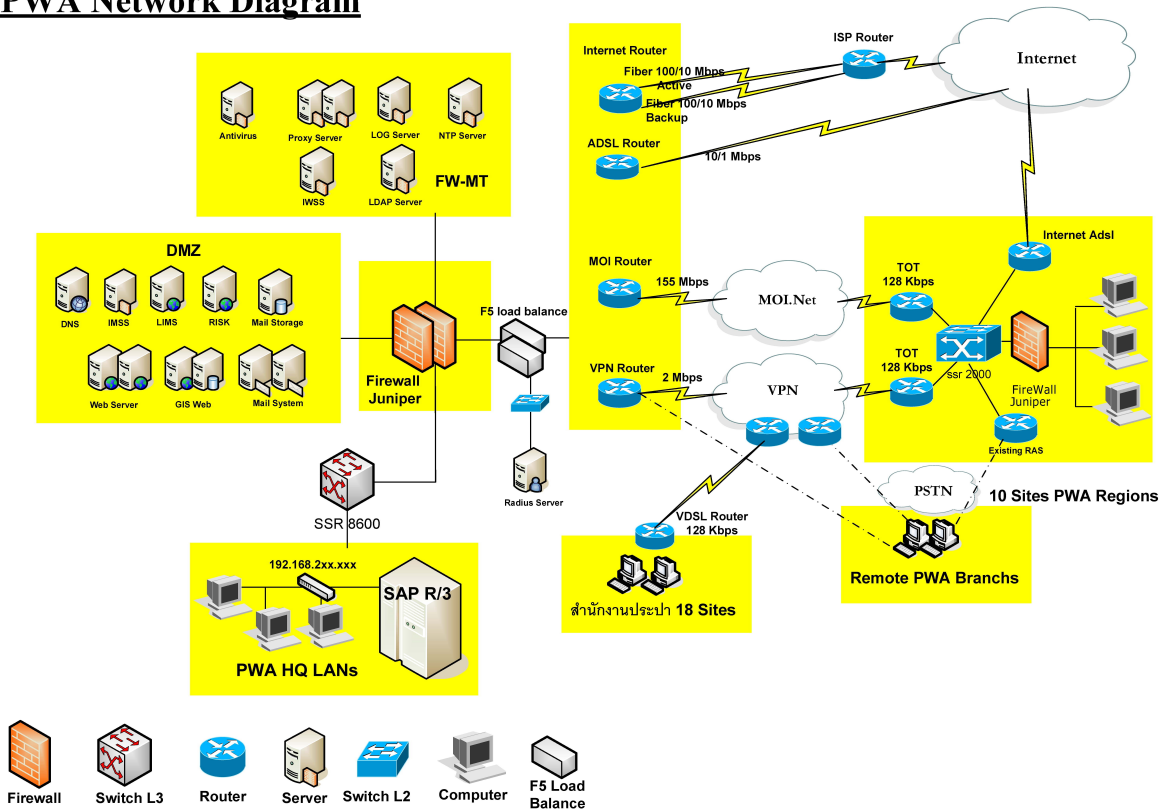 PWA Network Diagram
Internet Router
ISP Router
Internet
Fiber 100/10 Mbps
Active
Fiber 100/10 Mbps
Backup
ADSL Router
10/1 Mbps
Antivirus
Proxy Server
LOG Server
NTP Server
IWSS
LDAP Server
FW-MT
DMZ
DNS
IMSS
LIMS
RISK
Mail Storage
Web Server
GIS Web
Mail System
Firewall
Juniper
F5 load balance
Radius Server
MOI Router
155 Mbps
MOI.Net
VPN Router
2 Mbps
VPN
Internet Adsl
TOT
128 Kbps
TOT
128 Kbps
ssr 2000
FireWall
Juniper
Existing RAS
PSTN
10 Sites PWA Regions
Remote PWA Branchs
VDSL Router
128 Kbps
สำนักงานประปา 18 Sites
SSR 8600
192.168.2xx.xxx
SAP R/3
PWA HQ LANs
Firewall
Switch L3
Router
Server
Switch L2
Computer
F5 Load
Balance